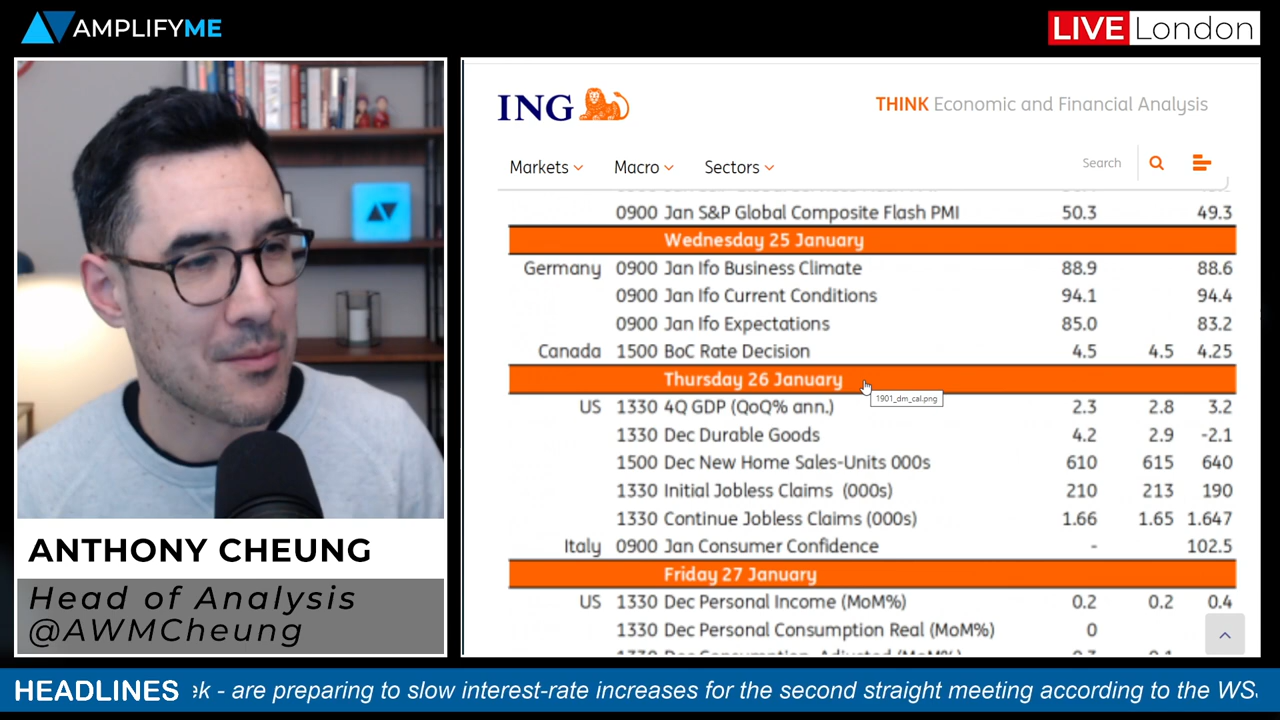 AMPLIFYME
LIVE London
ING
THINK Economic and Financial Analysis
Markets Macro Sectors Search
0900 Jan S&P Global Composite Flash PMI 50.3 49.3
Wednesday 25 January
Germany 0900 Jan Ifo Business Climate 88.9 88.6
0900 Jan Ifo Current Conditions 94.1 94.4
0900 Jan Ifo Expectations 85.0 83.2
Canada 1500 BoC Rate Decision 4.5 4.5 4.25
Thursday 26 January
1901_dm_cal.png
US 1330 4Q GDP (QoQ% ann.) 2.3 2.8 3.2
1330 Dec Durable Goods 4.2 2.9 -2.1
1500 Dec New Home Sales-Units 000s 610 615 640
1330 Initial Jobless Claims (000s) 210 213 190
1330 Continue Jobless Claims (000s) 1.66 1.65 1.647
Italy 0900 Jan Consumer Confidence - 102.5
Friday 27 January
US 1330 Dec Personal Income (MoM%) 0.2 0.2 0.4
1330 Dec Personal Consumption Real (MoM%) 0
ANTHONY CHEUNG
Head of Analysis
@AWMCheung
HEADLINES ek - are preparing to slow interest-rate increases for the second straight meeting according to the WS